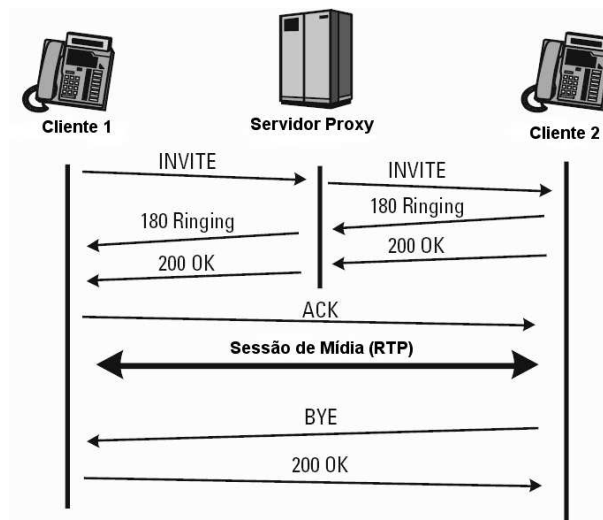 Cliente 1
Servidor Proxy
Cliente 2
INVITE
INVITE
180 Ringing
180 Ringing
200 OK
200 OK
ACK
Sessão de Mídia (RTP)
BYE
200 OK